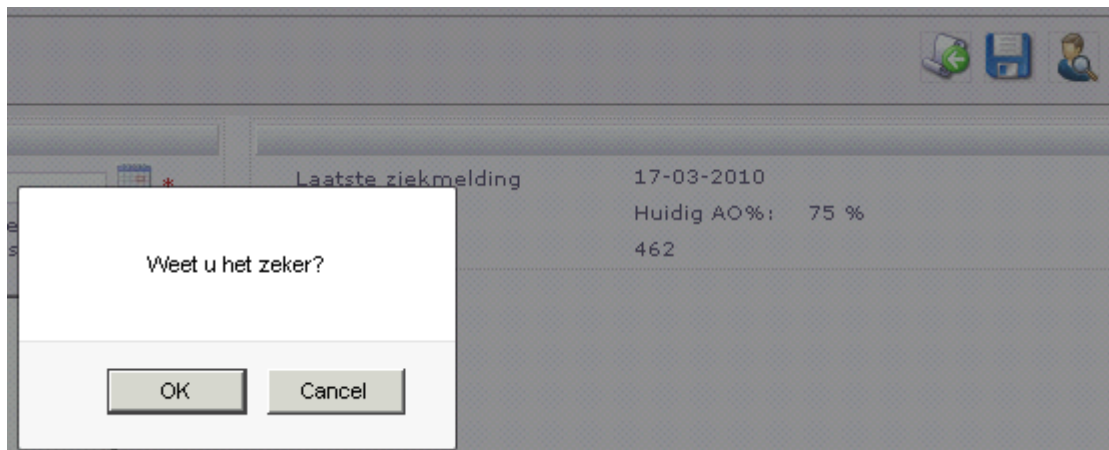 *
Laatste ziekmelding 17-03-2010
Huidig AO%: 75 %
462
Weet u het zeker?
OK Cancel